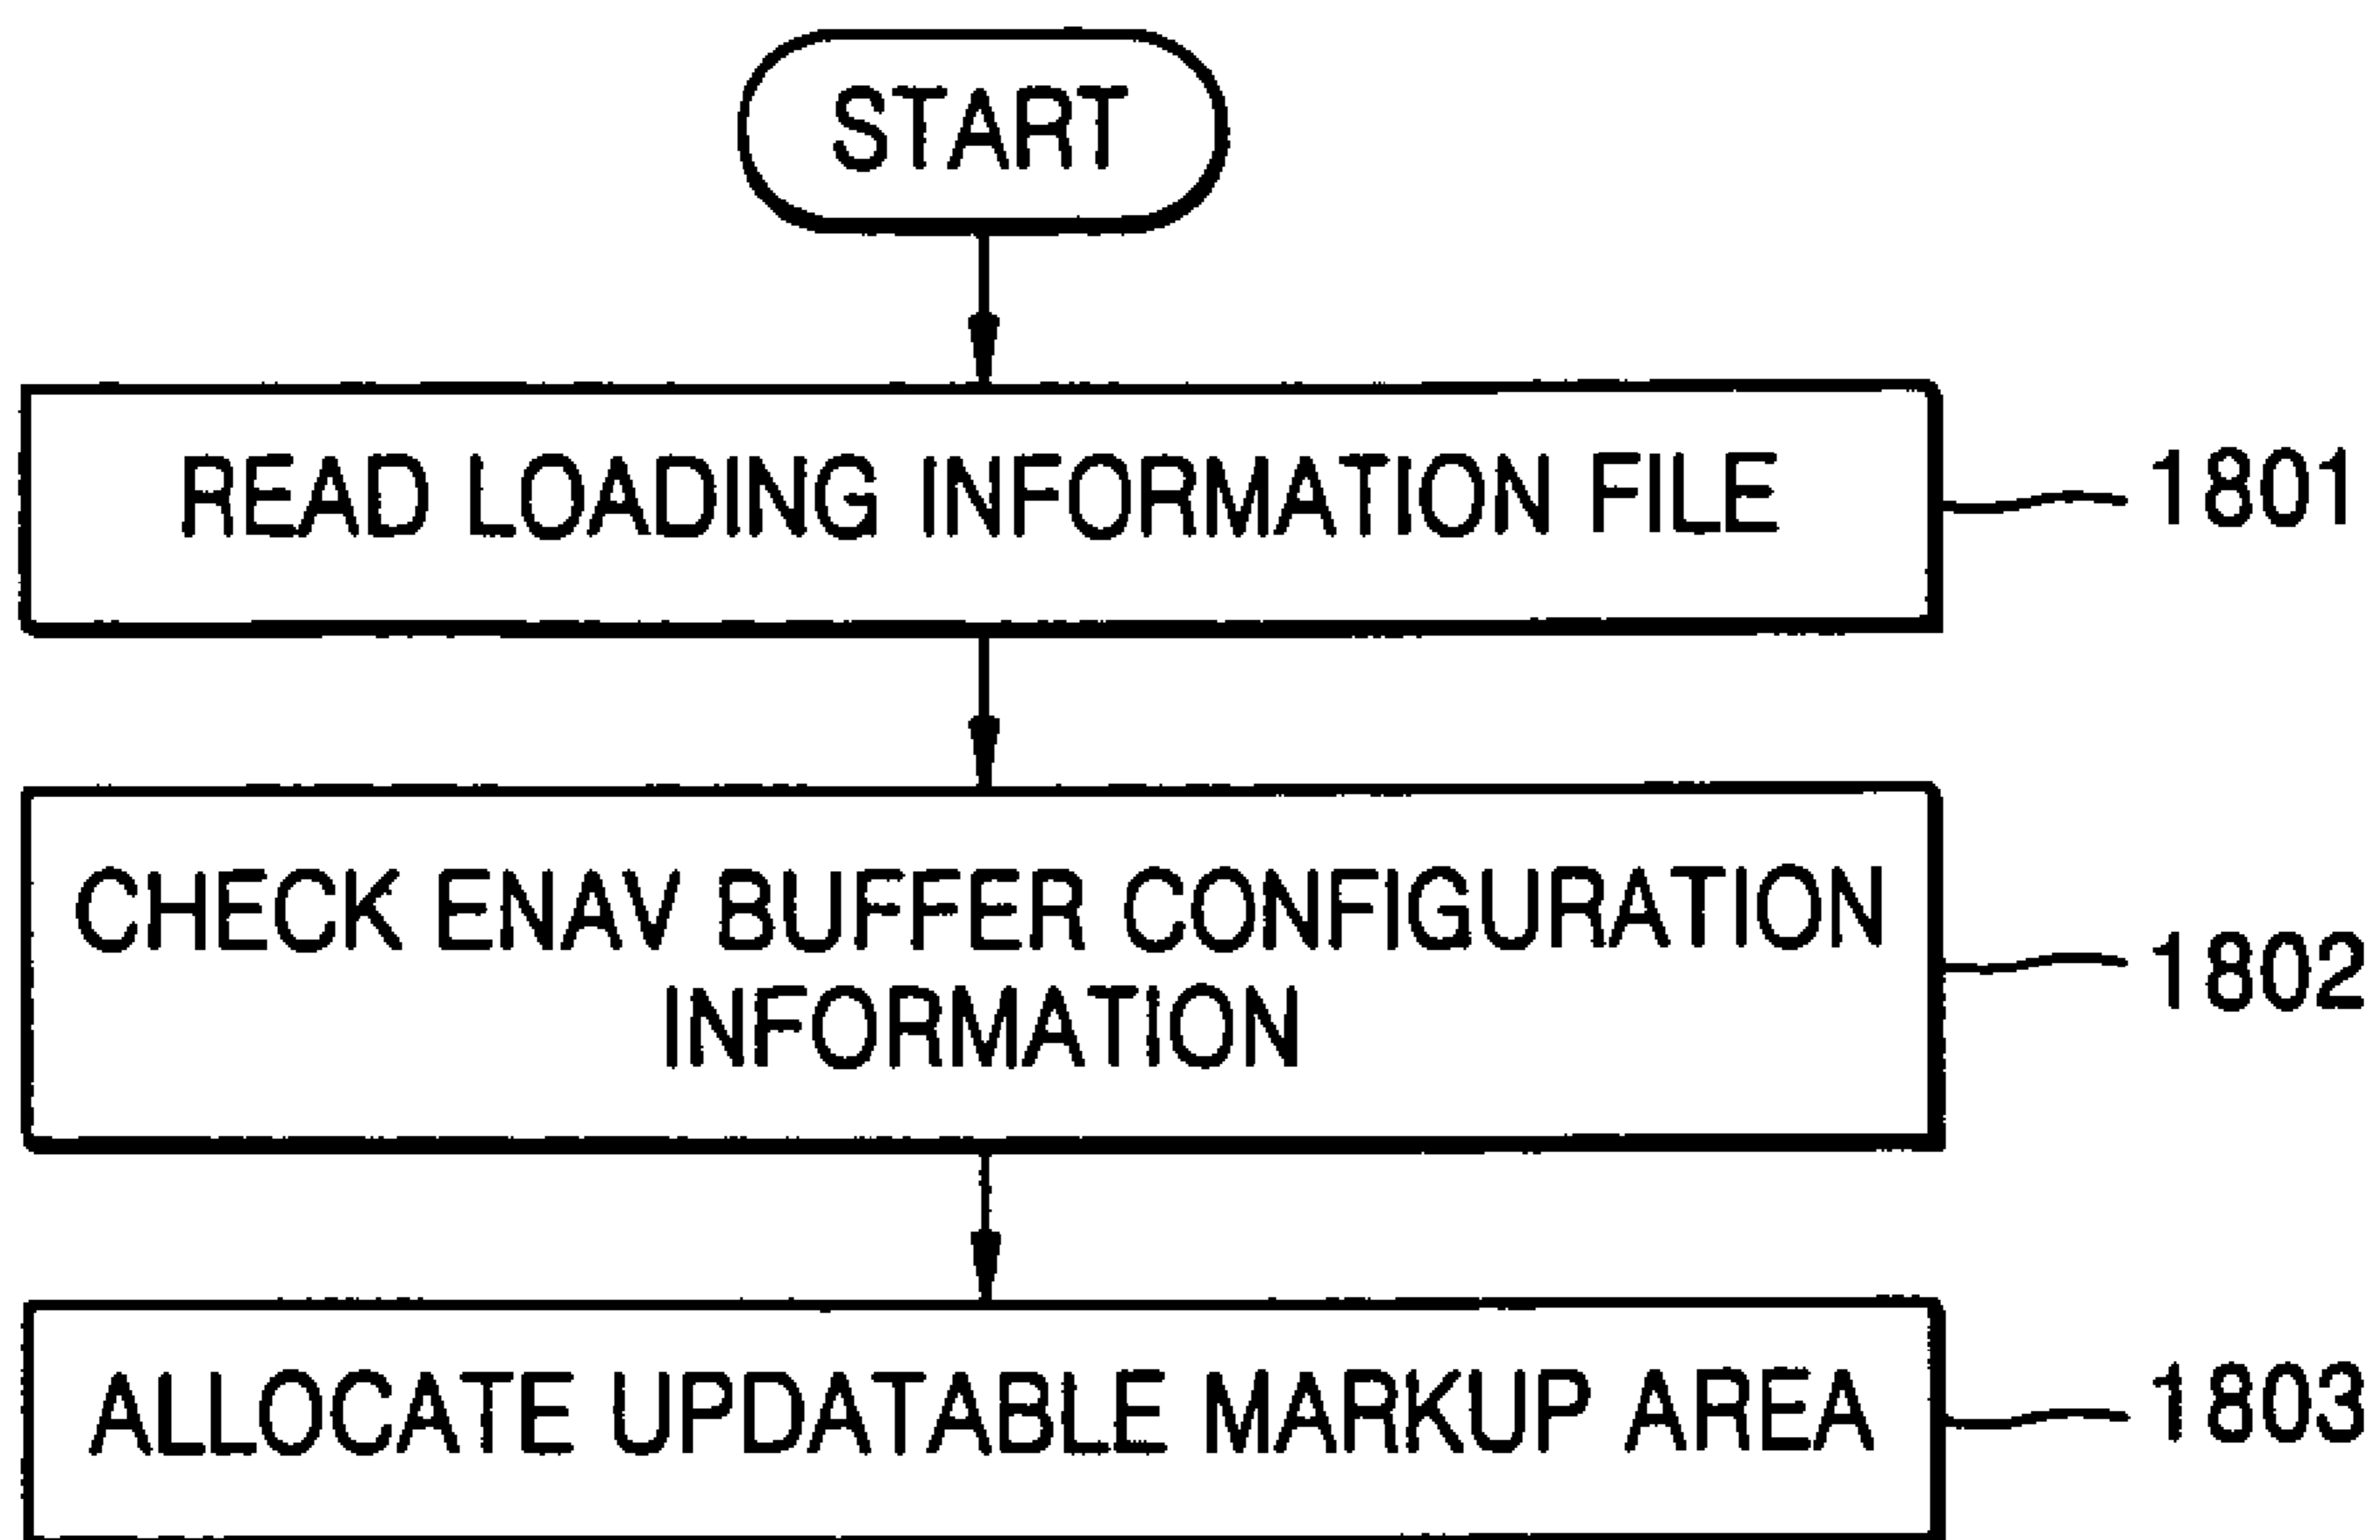 START
READ LOADING INFORMATION FILE
1801
CHECK ENAV BUFFER CONFIGURATION
INFORMATION
1802
ALLOCATE UPDATABLE MARKUP AREA
1803